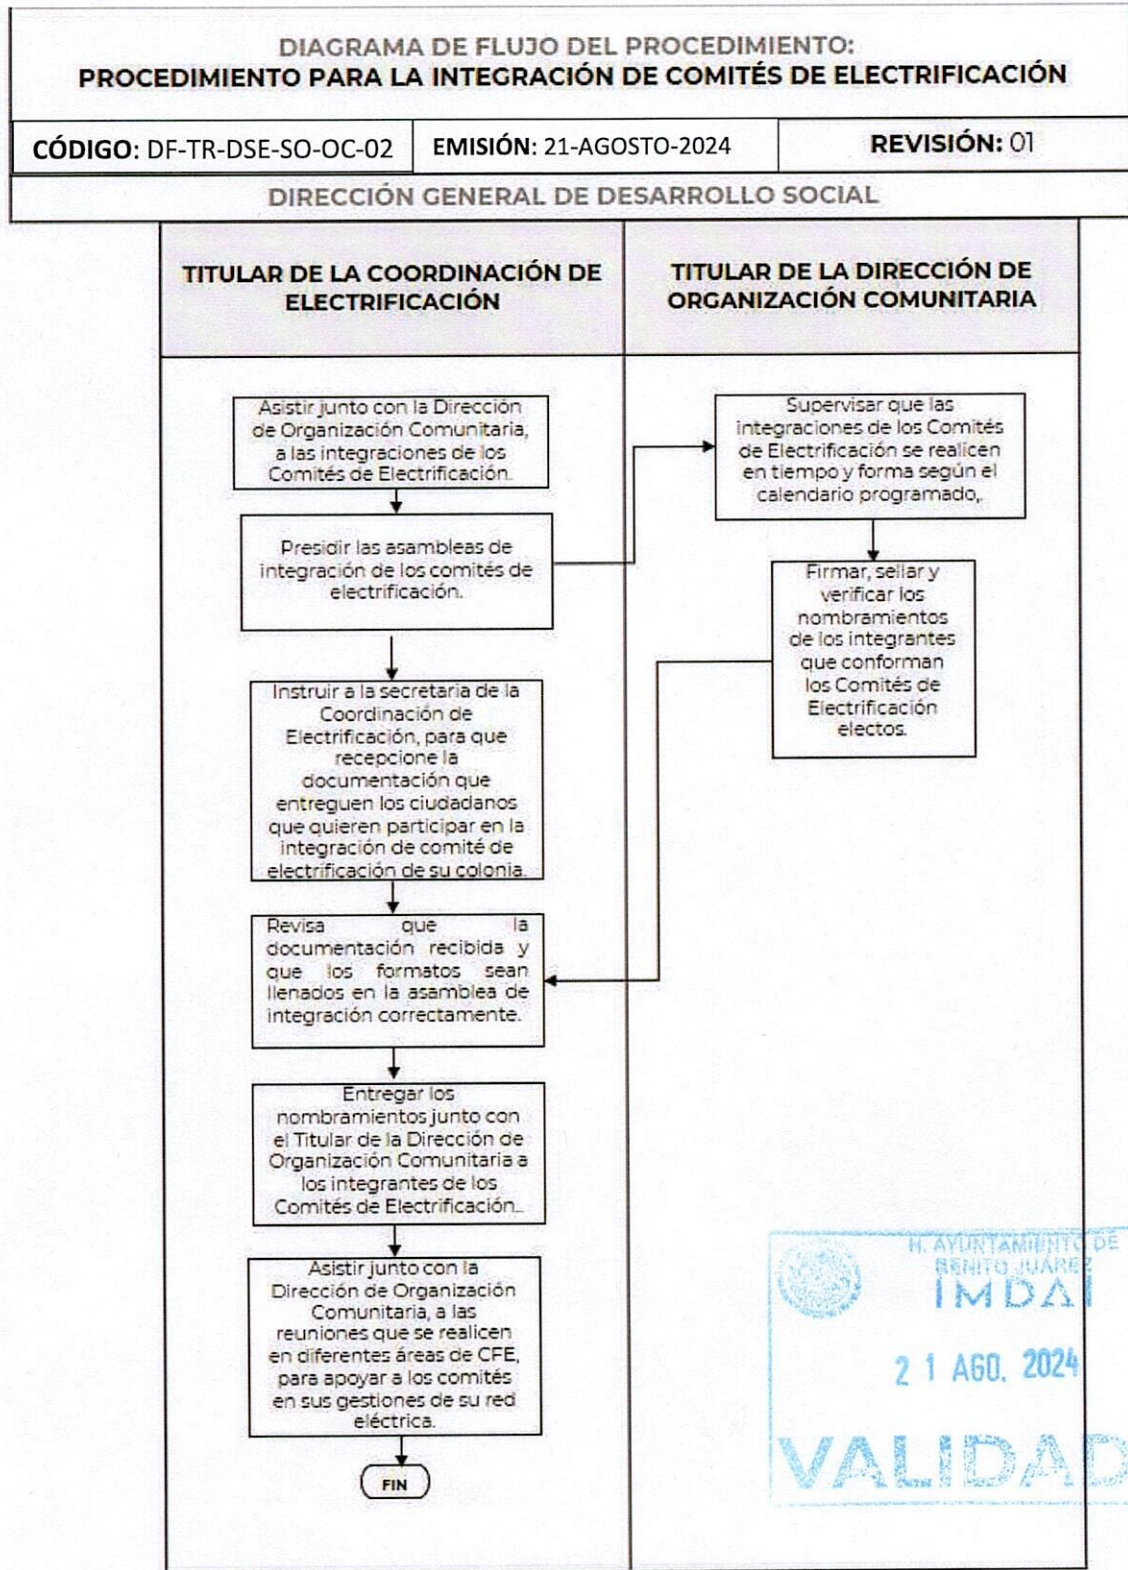 DIAGRAMA DE FLUJO DEL PROCEDIMIENTO:
PROCEDIMIENTO PARA LA INTEGRACIÓN DE COMITÉS DE ELECTRIFICACIÓN
CÓDIGO: DF-TR-DSE-SO-OC-02
EMISIÓN: 21-AGOSTO-2024
REVISIÓN: 01
DIRECCIÓN GENERAL DE DESARROLLO SOCIAL
TITULAR DE LA COORDINACIÓN DE
ELECTRIFICACIÓN
TITULAR DE LA DIRECCIÓN DE
ORGANIZACIÓN COMUNITARIA
Asistir junto con la Dirección
de Organización Comunitaria,
a las integraciones de los
Comités de Electrificación.
Presidir las asambleas de
integración de los comités de
electrificación.
Supervisar que las
integraciones de los Comités
de Electrificación se realicen
en tiempo y forma según el
calendario programado,.
Firmar, sellar y
verificar los
nombramientos
de los integrantes
que conforman
los Comités de
Electrificación
electos.
Instruir a la secretaria de la
Coordinación de
Electrificación, para que
recepcione la
documentación que
entreguen los ciudadanos
que quieren participar en la
integración de comité de
electrificación de su colonia.
Revisa que la
documentación recibida y
que los formatos sean
llenados en la asamblea de
integración correctamente.
Entregar los
nombramientos junto con
el Titular de la Dirección de
Organización Comunitaria a
los integrantes de los
Comités de Electrificación..
Asistir junto con la
Dirección de Organización
Comunitaria, a las
reuniones que se realicen
en diferentes áreas de CFE,
para apoyar a los comités
en sus gestiones de su red
eléctrica.
FIN
H. AYUNTAMIENTO DE
BENITO JUÁREZ
IMDAI
21 AGO. 2024
VALIDAD